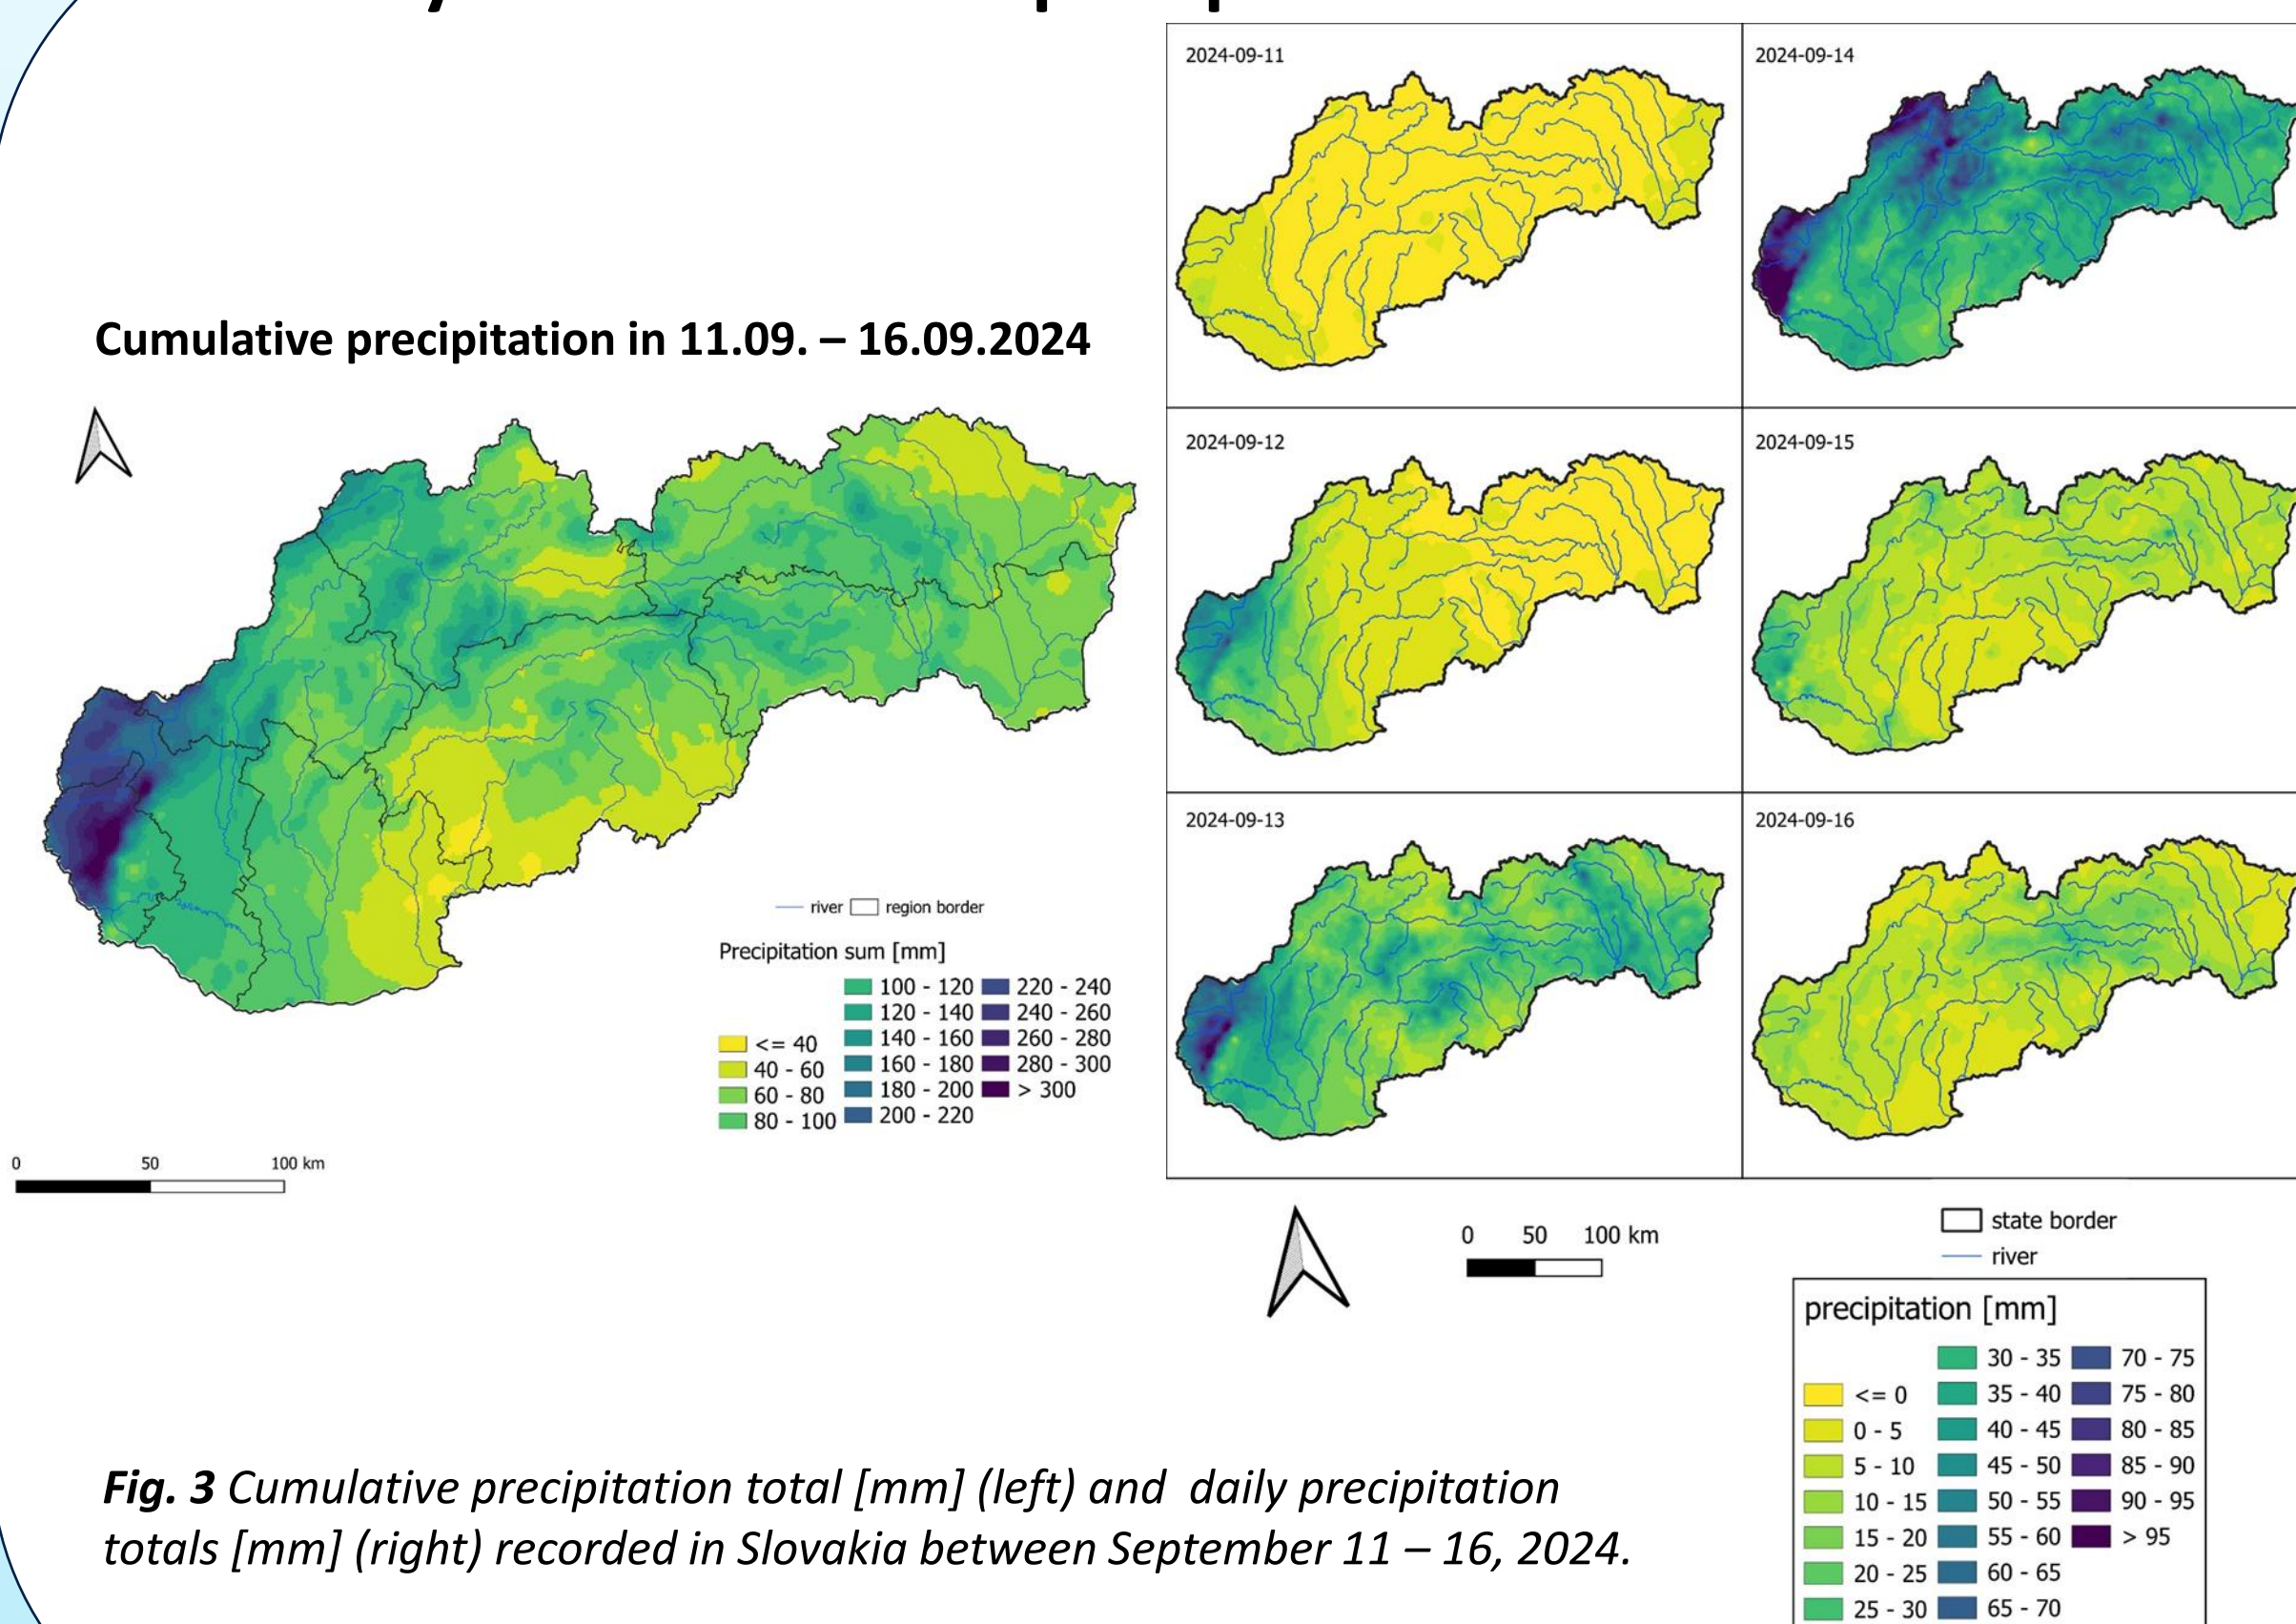 Cumulative precipitation in 11.09. – 16.09.2024
river
region border
Precipitation sum [mm]
<= 40
40 - 60
60 - 80
80 - 100
100 - 120
120 - 140
140 - 160
160 - 180
180 - 200
200 - 220
220 - 240
240 - 260
260 - 280
280 - 300
> 300
0 50 100 km
2024-09-11
2024-09-14
2024-09-12
2024-09-15
2024-09-13
2024-09-16
0 50 100 km
state border
river
precipitation [mm]
<= 0
0 - 5
5 - 10
10 - 15
15 - 20
20 - 25
25 - 30
30 - 35
35 - 40
40 - 45
45 - 50
50 - 55
55 - 60
60 - 65
65 - 70
70 - 75
75 - 80
80 - 85
85 - 90
90 - 95
> 95
Fig. 3 Cumulative precipitation total [mm] (left) and daily precipitation
totals [mm] (right) recorded in Slovakia between September 11 – 16, 2024.